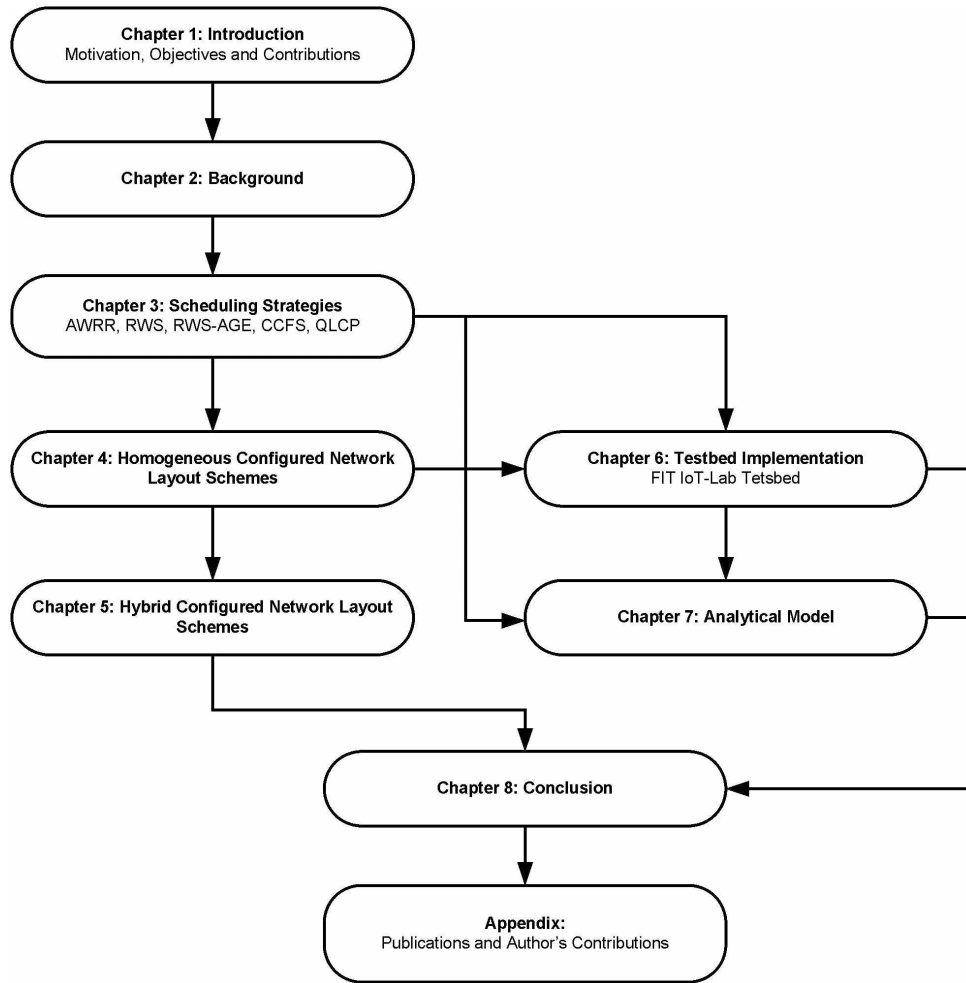 Chapter 1: Introduction
Motivation, Objectives and Contributions
Chapter 2: Background
Chapter 3: Scheduling Strategies
AWRR, RWS, RWS-AGE, CCFS, QLCP
Chapter 4: Homogeneous Configured Network
Layout Schemes
Chapter 6: Testbed Implementation
FIT IoT-Lab Tetsbed
Chapter 5: Hybrid Configured Network Layout
Schemes
Chapter 7: Analytical Model
Chapter 8: Conclusion
Appendix:
Publications and Author's Contributions